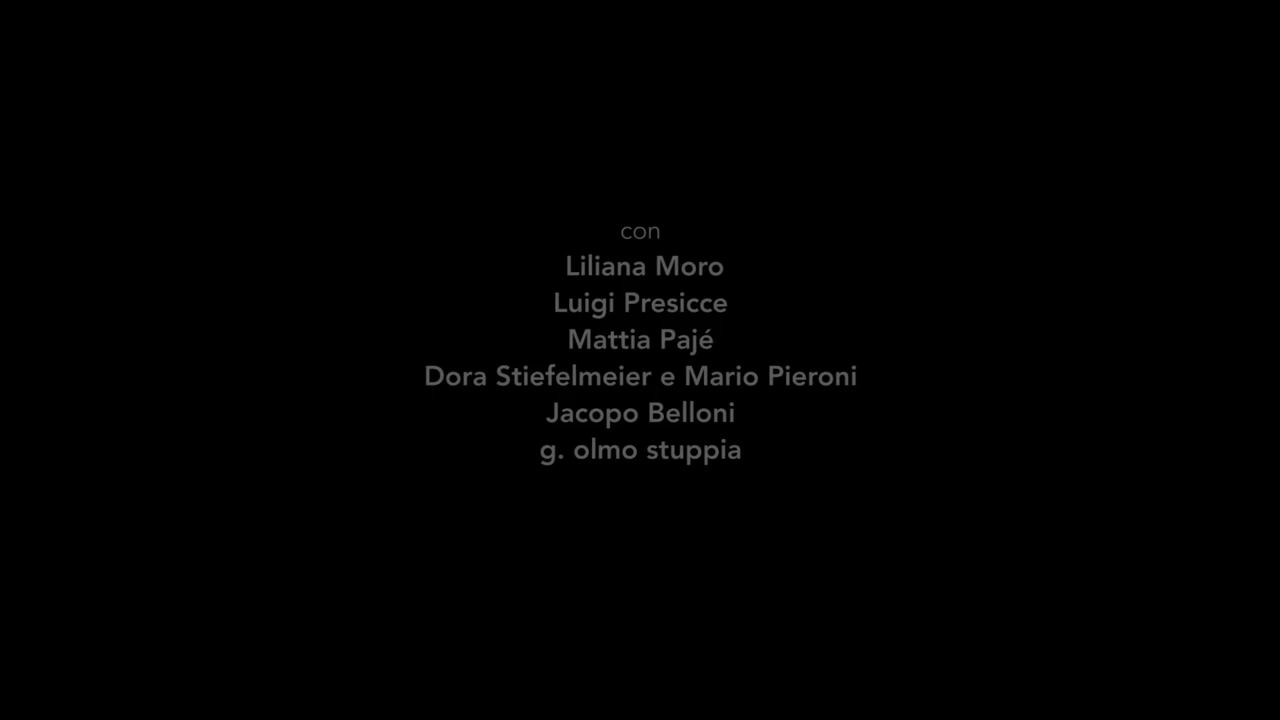 con
Liliana Moro
Luigi Presicce
Mattia Pajé
Dora Stiefelmeier e Mario Pieroni
Jacopo Belloni
g. olmo stuppia